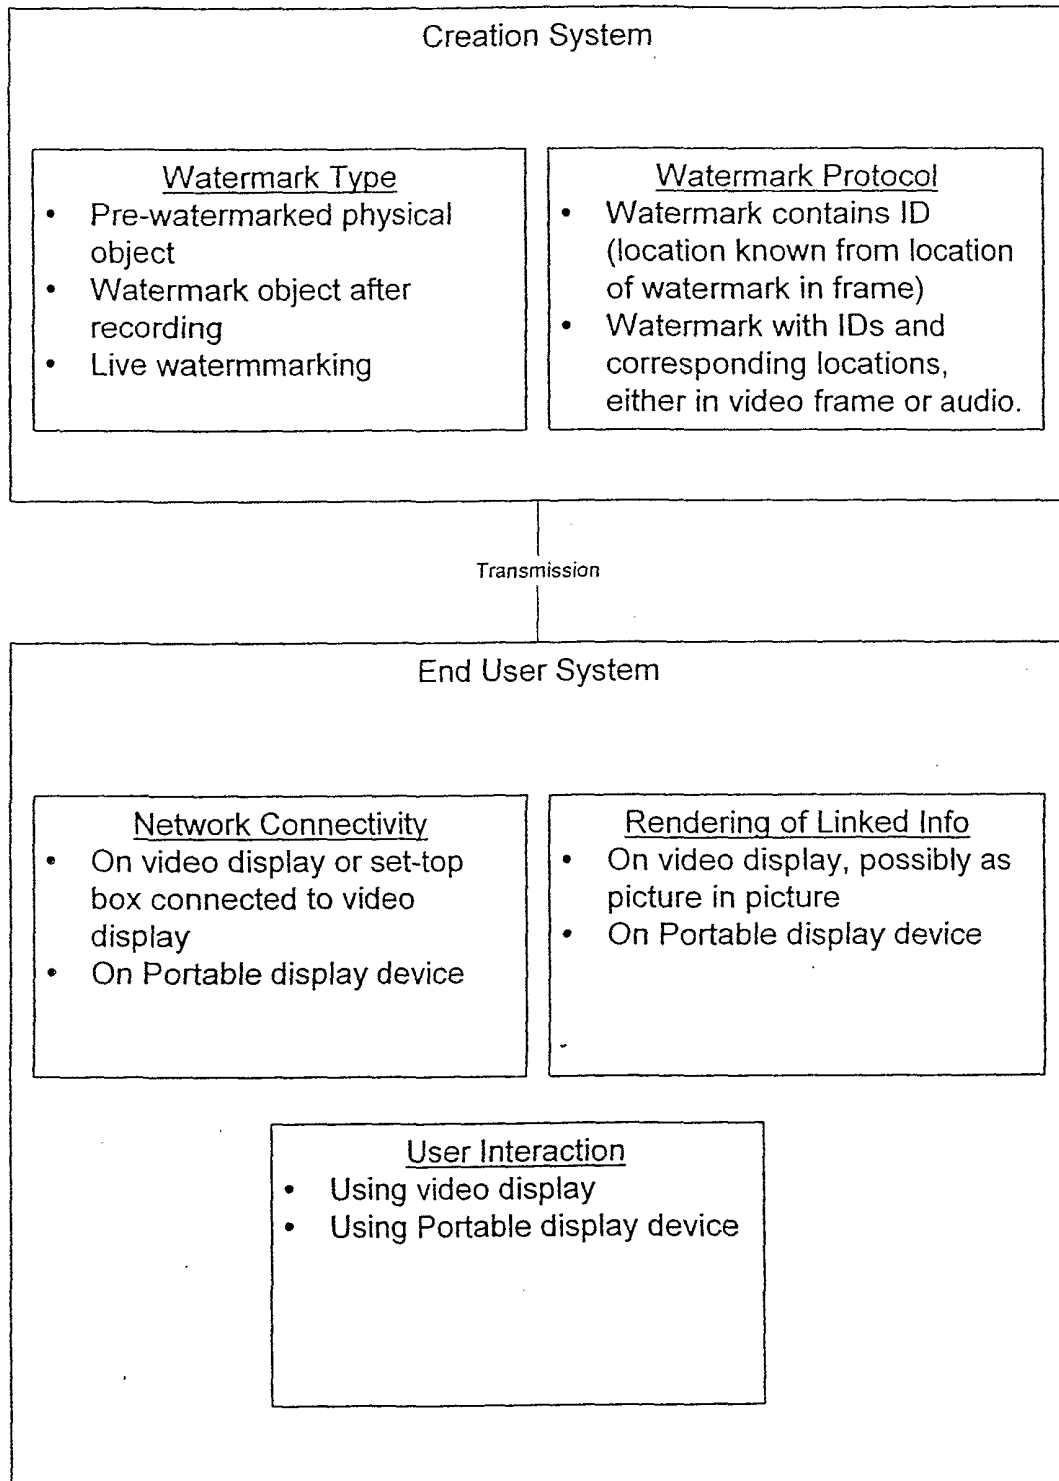 Creation System
Watermark Type
• Pre-watermarked physical
object
• Watermark object after
recording
• Live watermmarking
Watermark Protocol
• Watermark contains ID
(location known from location
of watermark in frame)
• Watermark with IDs and
corresponding locations,
either in video frame or audio.
Transmission
End User System
Network Connectivity
• On video display or set-top
box connected to video
display
• On Portable display device
Rendering of Linked Info
• On video display, possibly as
picture in picture
• On Portable display device
User Interaction
• Using video display
• Using Portable display device